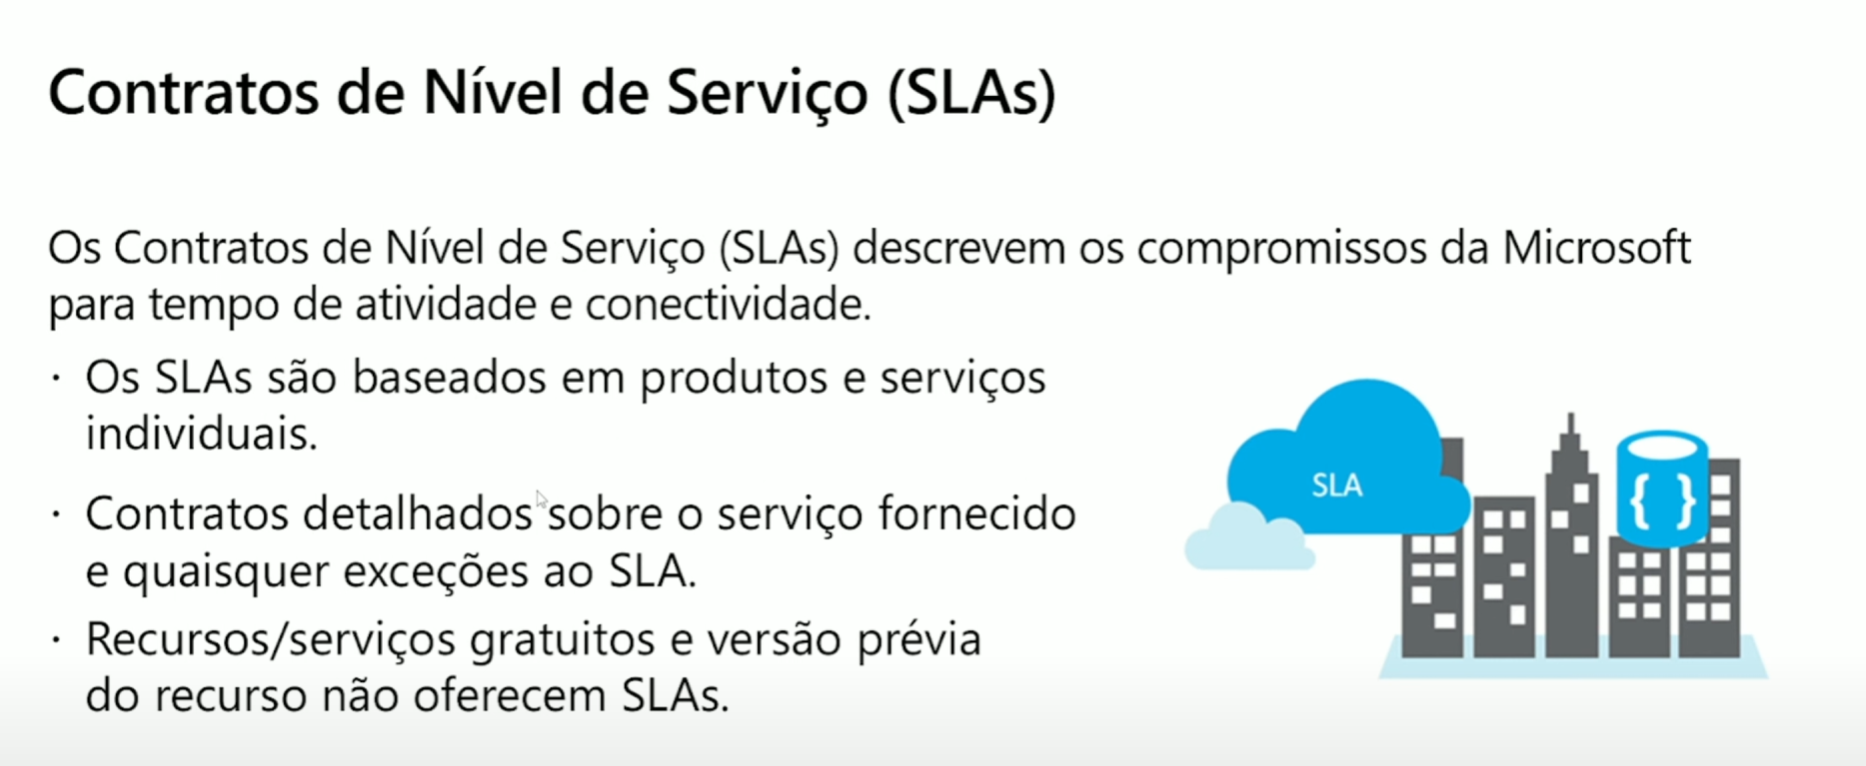 Contratos de Nível de Serviço (SLAs)
Os Contratos de Nível de Serviço (SLAs) descrevem os compromissos da Microsoft
para tempo de atividade e conectividade.
· Os SLAs são baseados em produtos e serviços
individuais.
· Contratos detalhados sobre o serviço fornecido
e quaisquer exceções ao SLA.
· Recursos/serviços gratuitos e versão prévia
do recurso não oferecem SLAs.
SLA
{ }